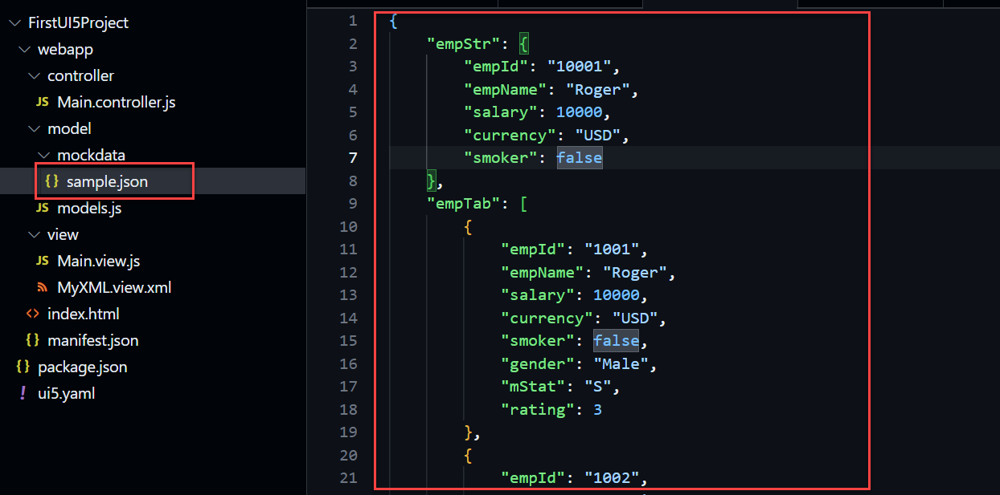 FirstUI5Project
webapp
controller
JS Main.controller.js
model
mockdata
{} sample.json
JS models.js
view
JS Main.view.js
MyXML.view.xml
<> index.html
{} manifest.json
{} package.json
! ui5.yaml
1 {
2 "empStr": {
3 "empId": "10001",
4 "empName": "Roger",
5 "salary": 10000,
6 "currency": "USD",
7 "smoker": false
8 },
9 "empTab": [
10 {
11 "empId": "1001",
12 "empName": "Roger",
13 "salary": 10000,
14 "currency": "USD",
15 "smoker": false,
16 "gender": "Male",
17 "mStat": "S",
18 "rating": 3
19 },
20 {
21 "empId": "1002",